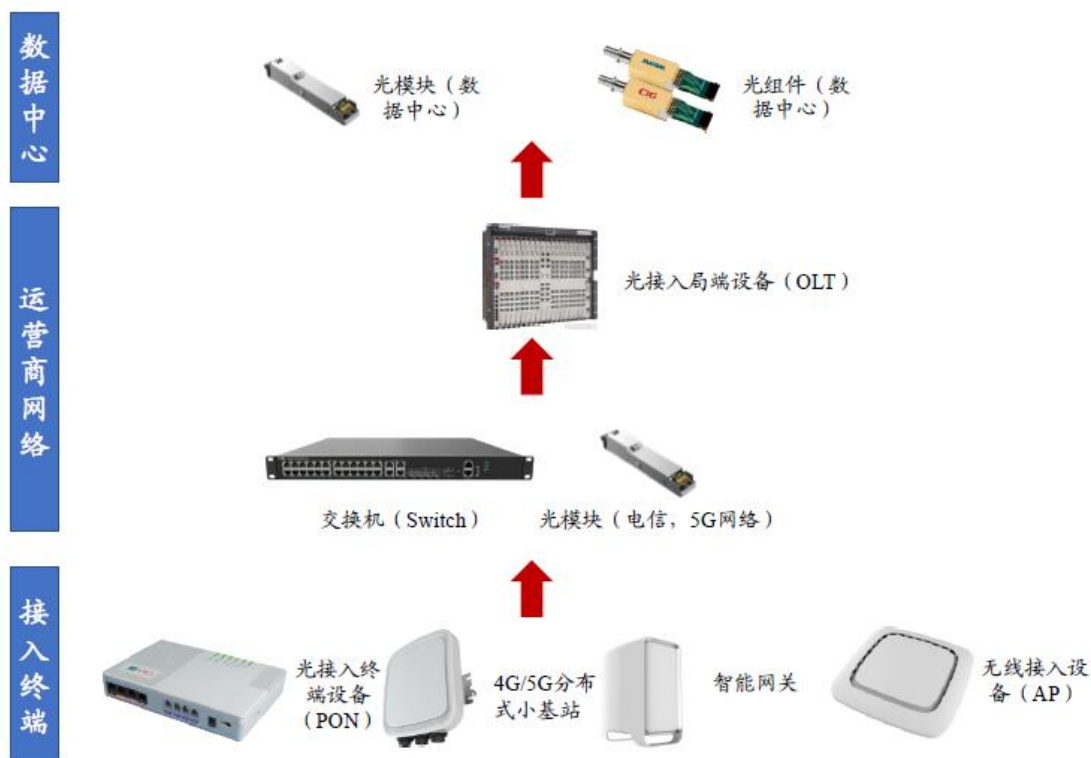 数据中心
光模块（数
据中心）
CIG
光组件（数
据中心）
运营商网络
光接入局端设备（OLT）
交换机（Switch）
光模块（电信，5G网络）
接入终端
光接入终
端设备
（PON）
4G/5G分布
式小基站
智能网关
无线接入设
备（AP）